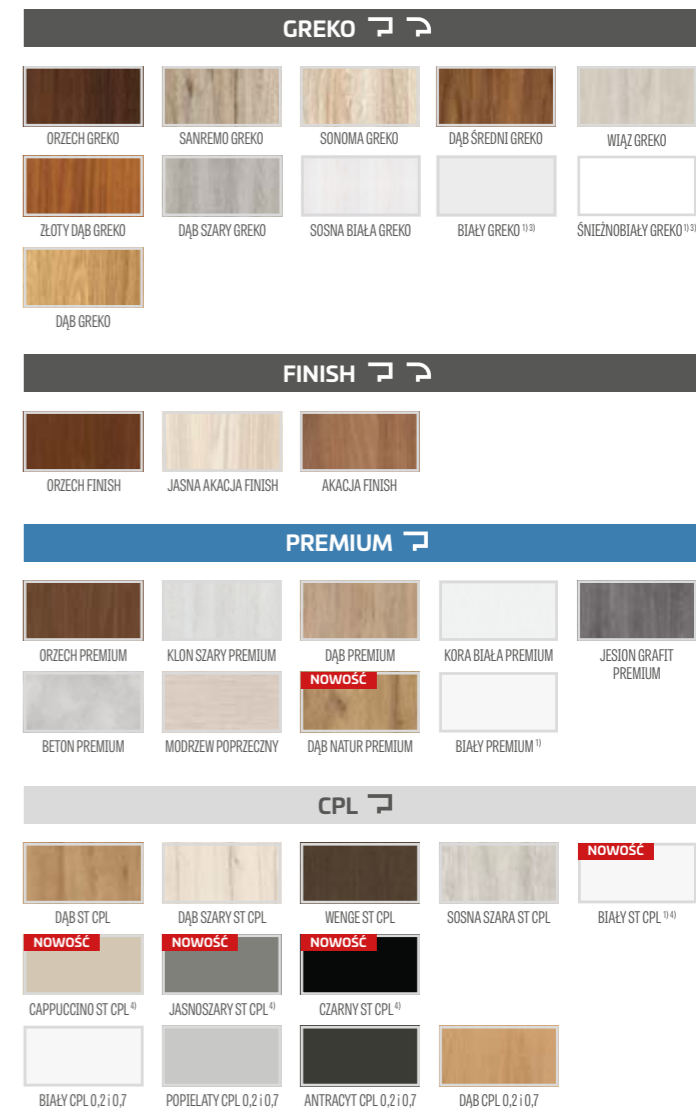 GREKO
ORZECH GREKO
SANREMO GREKO
SONOMA GREKO
DĄB ŚREDNI GREKO
WIĄZ GREKO
ZŁOTY DĄB GREKO
DĄB SZARY GREKO
SOSNA BIAŁA GREKO
BIAŁY GREKO 1) 3)
ŚNIEŻNOBIAŁY GREKO 1) 3)
DĄB GREKO
FINISH
ORZECH FINISH
JASNA AKACJA FINISH
AKACJA FINISH
PREMIUM
ORZECH PREMIUM
KLON SZARY PREMIUM
DĄB PREMIUM
KORA BIAŁA PREMIUM
JESION GRAFIT
PREMIUM
BETON PREMIUM
MODRZEW POPRZECZNY
NOWOŚĆ
DĄB NATUR PREMIUM
BIAŁY PREMIUM 1)
CPL
DĄB ST CPL
DĄB SZARY ST CPL
WENGE ST CPL
SOSNA SZARA ST CPL
NOWOŚĆ
BIAŁY ST CPL 1) 4)
NOWOŚĆ
CAPPUCCINO ST CPL 4)
NOWOŚĆ
JASNOSZARY ST CPL 4)
NOWOŚĆ
CZARNY ST CPL 4)
BIAŁY CPL 0,2 i 0,7
POPIELATY CPL 0,2 i 0,7
ANTRACYT CPL 0,2 i 0,7
DĄB CPL 0,2 i 0,7